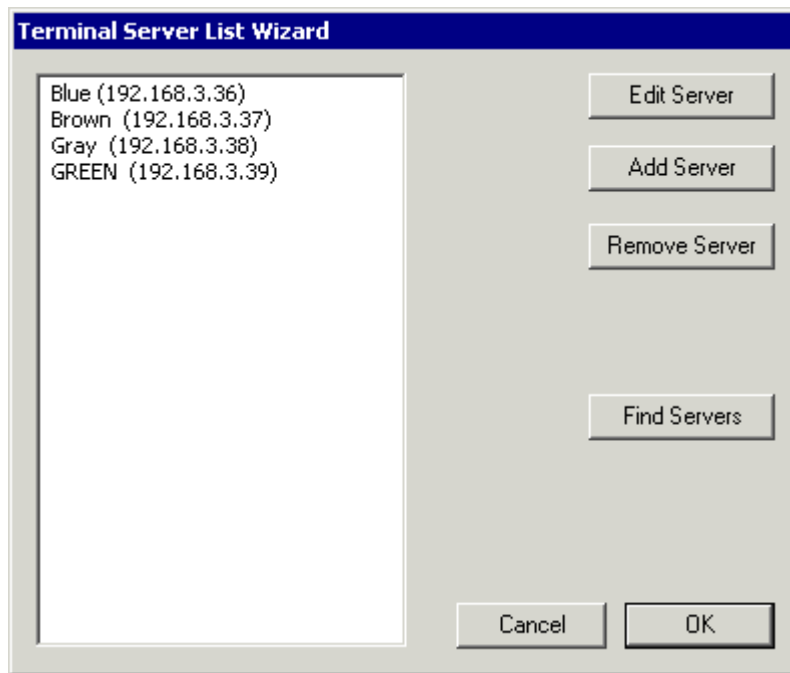 Terminal Server List Wizard
Blue (192.168.3.36)
Brown (192.168.3.37)
Gray (192.168.3.38)
GREEN (192.168.3.39)
Edit Server
Add Server
Remove Server
Find Servers
Cancel
OK